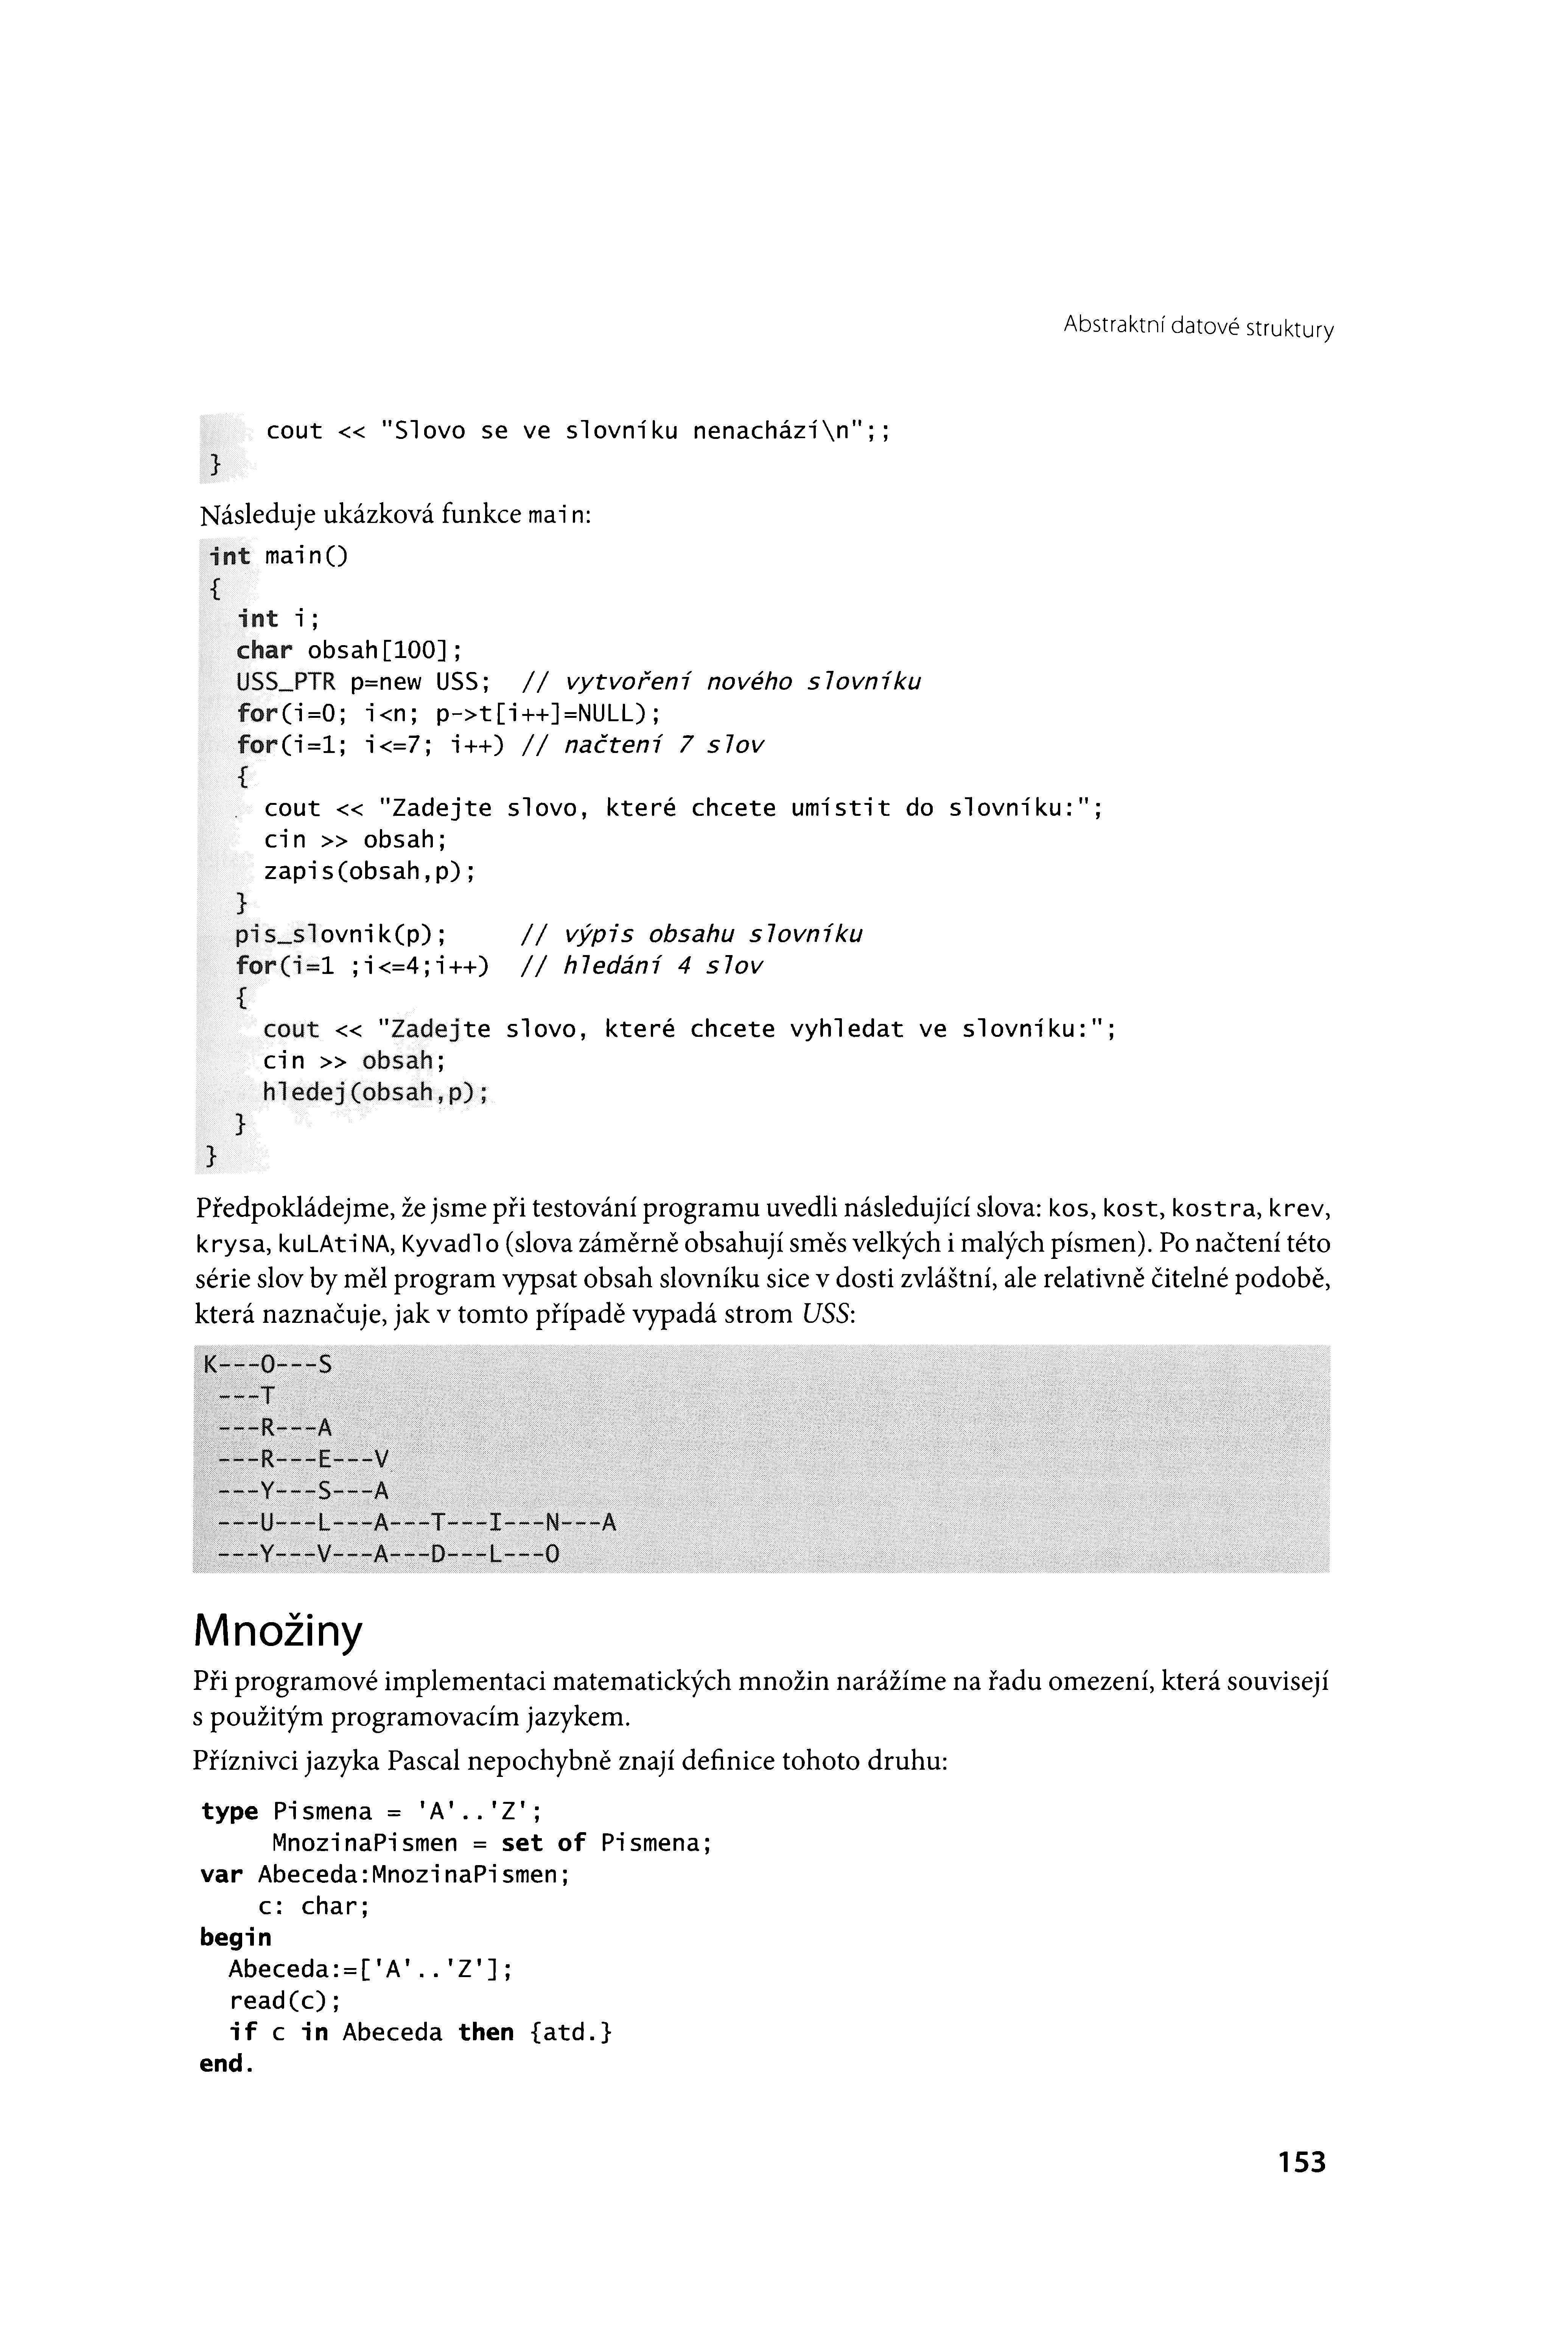 Abstraktní datové struktury
    cout << "Slovo se ve slovníku nenachází\n";;
}
Následuje ukázková funkce main:
int main()
{
  int i;
  char obsah[100];
  USS_PTR p=new USS;  // vytvoření nového slovníku
  for(i=0; i<n; p->t[i++]=NULL);
  for(i=1; i<=7; i++) // načtení 7 slov
  {
    cout << "Zadejte slovo, které chcete umístit do slovníku:";
    cin >> obsah;
    zapis(obsah,p);
  }
  pis_slovnik(p);     // výpis obsahu slovníku
  for(i=1 ;i<=4;i++)  // hledání 4 slov
  {
    cout << "Zadejte slovo, které chcete vyhledat ve slovníku:";
    cin >> obsah;
    hledej(obsah,p);
  }
}
Předpokládejme, že jsme při testování programu uvedli následující slova: kos, kost, kostra, krev,
krysa, kuLAtiNA, Kyvadlo (slova záměrně obsahují směs velkých i malých písmen). Po načtení této
série slov by měl program vypsat obsah slovníku sice v dosti zvláštní, ale relativně čitelné podobě,
která naznačuje, jak v tomto případě vypadá strom USS:
K---O---S
 ---T
 ---R---A
 ---R---E---V
 ---Y---S---A
 ---U---L---A---T---I---N---A
 ---Y---V---A---D---L---O
Množiny
Při programové implementaci matematických množin narážíme na řadu omezení, která souvisejí
s použitým programovacím jazykem.
Příznivci jazyka Pascal nepochybně znají definice tohoto druhu:
type Pismena = 'A'..'Z';
     MnozinaPismen = set of Pismena;
var Abeceda:MnozinaPismen;
    c: char;
begin
  Abeceda:=['A'..'Z'];
  read(c);
  if c in Abeceda then {atd.}
end.
153